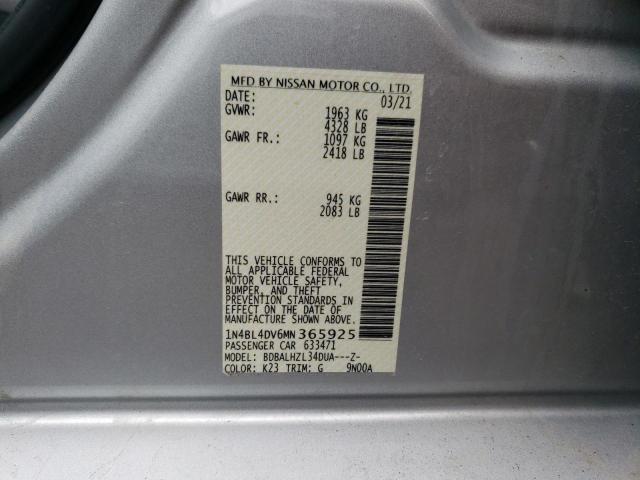 MFD BY NISSAN MOTOR CO., LTD.
DATE: 03/21
GVWR: 1963 KG
4328 LB
GAWR FR.: 1097 KG
2418 LB
GAWR RR.: 945 KG
2083 LB
THIS VEHICLE CONFORMS TO
ALL APPLICABLE FEDERAL
MOTOR VEHICLE SAFETY,
BUMPER, AND THEFT
PREVENTION STANDARDS IN
EFFECT ON THE DATE OF
MANUFACTURE SHOWN ABOVE.
1N4BL4DV6MN365925
PASSENGER CAR 633471
MODEL: BDBALHZL34DUA---Z-
COLOR: K23 TRIM: G 9N00A